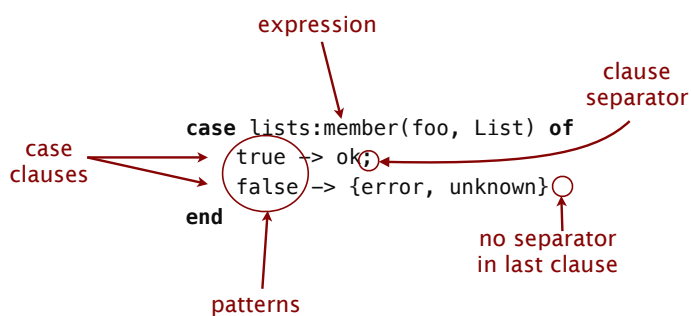 expression
clause
separator
case lists:member(foo, List) of
case
clauses
true -> ok;
false -> {error, unknown}
end
no separator
in last clause
patterns